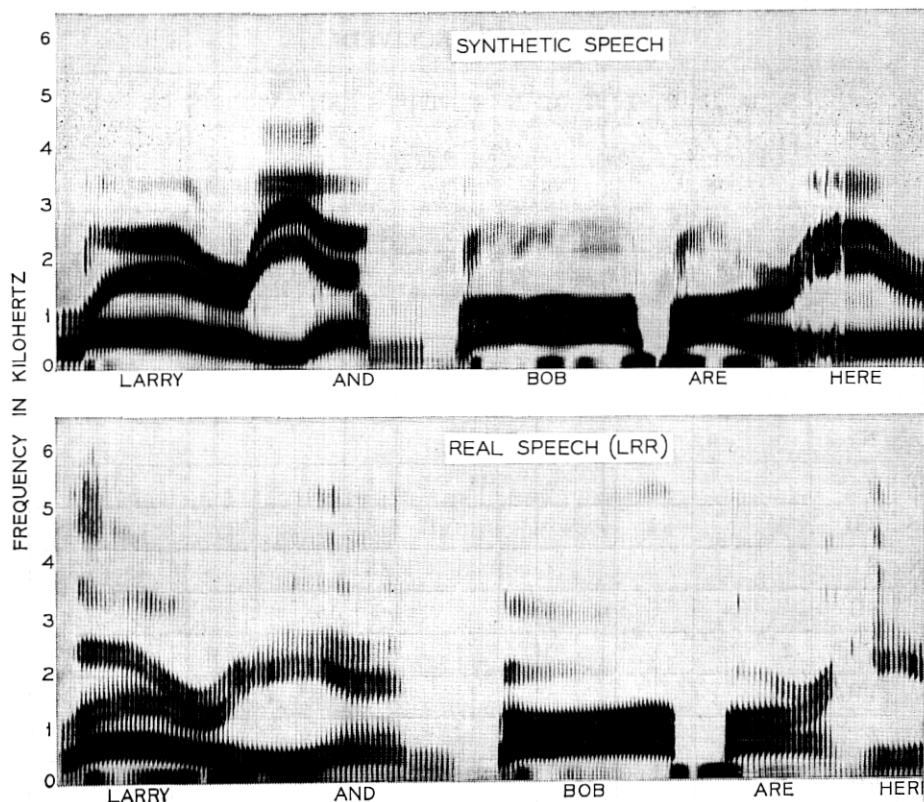 SYNTHETIC SPEECH
6
5
4
3
2
1
0
LARRY AND BOB ARE HERE
FREQUENCY IN KILOHERTZ
REAL SPEECH (LRR)
6
5
4
3
2
1
0
LARRY AND BOB ARE HER